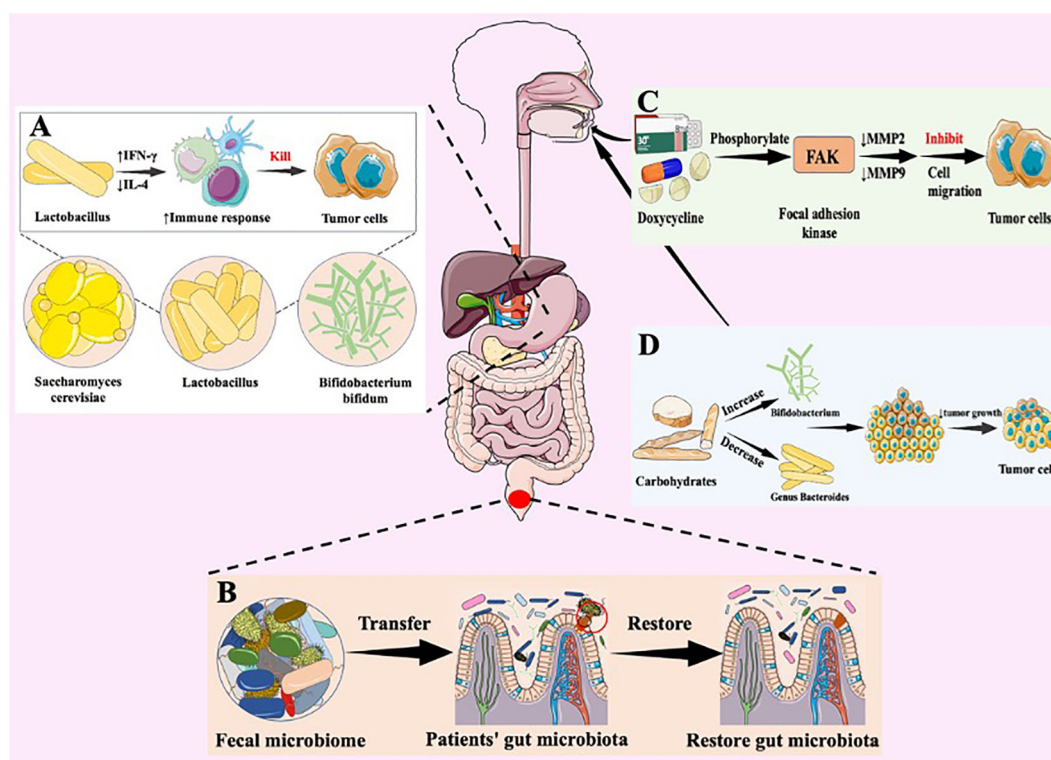 A
↑IFN-γ
↓IL-4
Kill
Lactobacillus
↑Immune response
Tumor cells
Saccharomyces
cerevisiae
Lactobacillus
Bifidobacterium
bifidum
C
30
Phosphorylate
FAK
↓MMP2
↓MMP9
Inhibit
Cell
migration
Doxycycline
Focal adhesion
kinase
Tumor cells
D
Increase
Decrease
Bifidobacterium
Carbohydrates
Genus Bacteroides
↓tumor growth
Tumor cel
B
Transfer
Restore
Fecal microbiome
Patients' gut microbiota
Restore gut microbiota